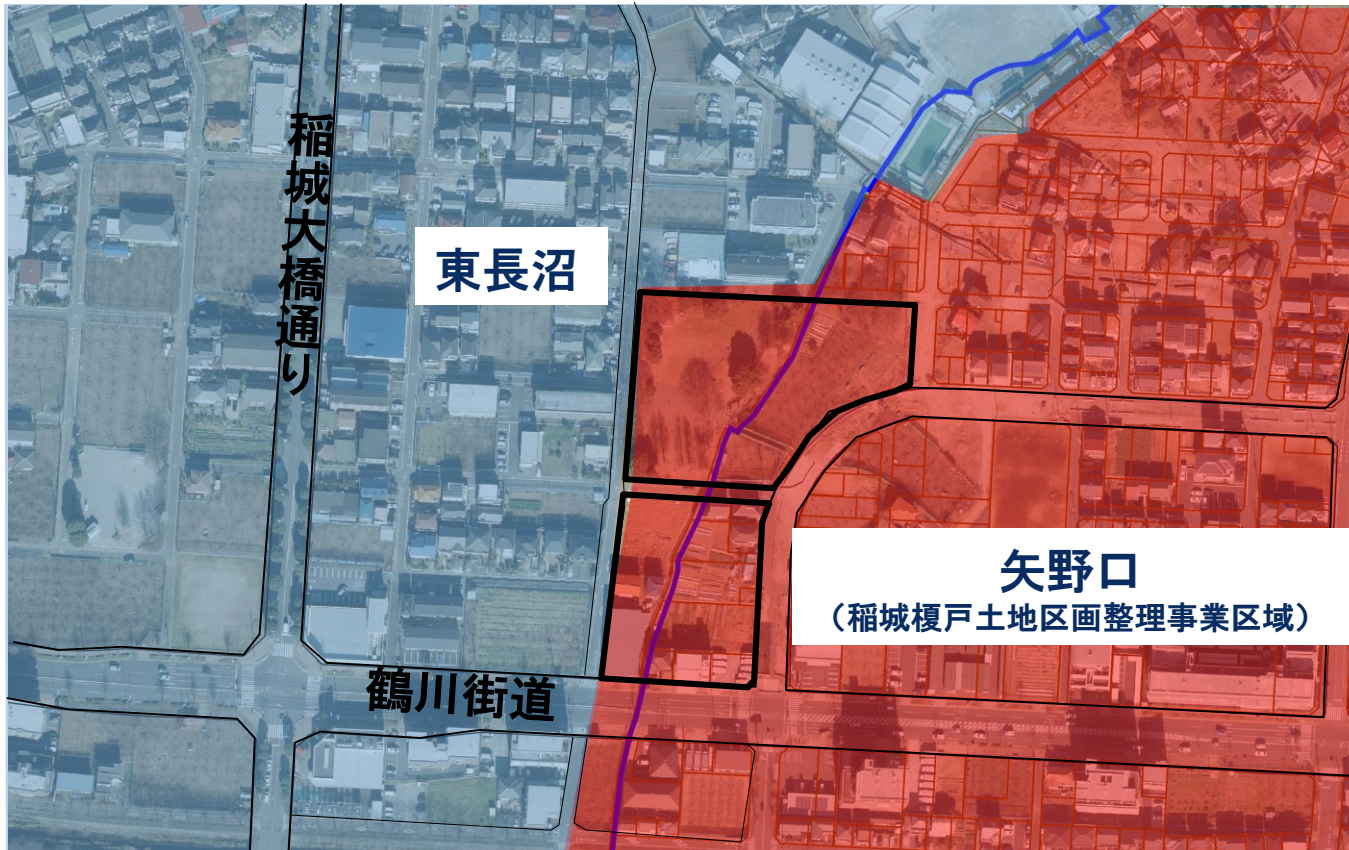 稲城大橋通り
東長沼
矢野口
（稲城榎戸土地区画整理事業区域）
鶴川街道